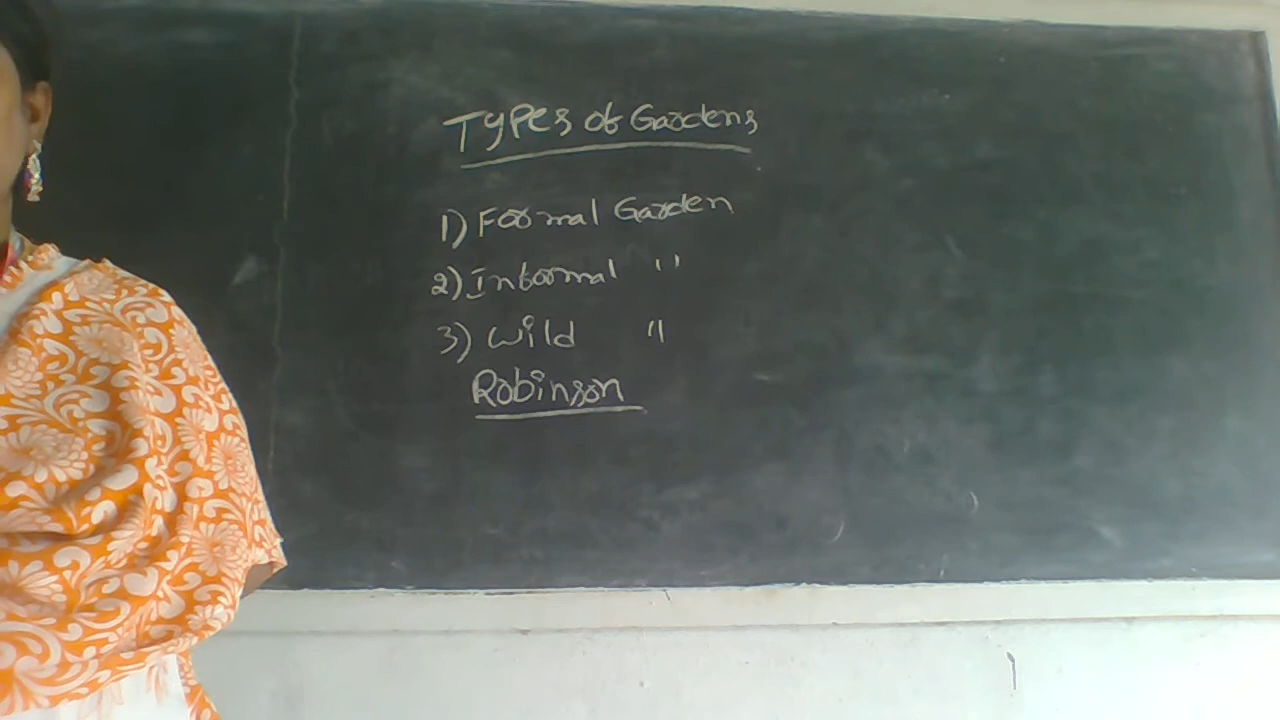 Types of Gardens
1) Formal Garden
2) Informal "
3) Wild "
Robinson